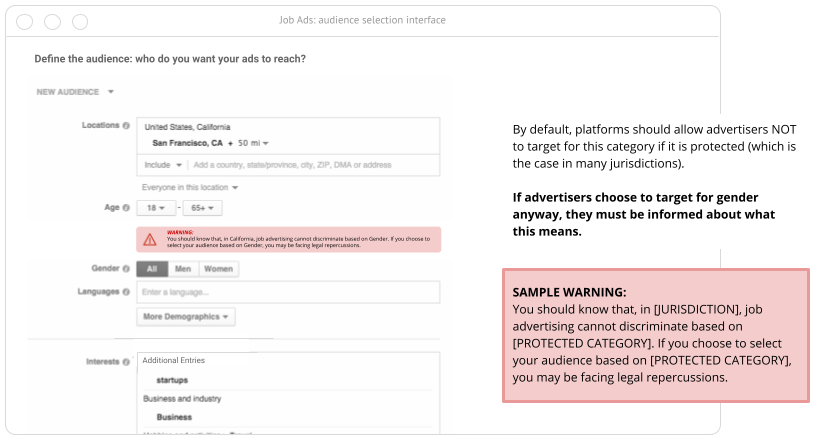 Job Ads: audience selection interface
Define the audience: who do you want your ads to reach?
NEW AUDIENCE
Locations
United States, California
San Francisco, CA + 50 mi
Include
Add a country, state/province, city, ZIP, DMA or address
Everyone in this location
Age
18 - 65+
WARNING:
You should know that, in California, job advertising cannot discriminate based on Gender. If you choose to
select your audience based on Gender, you may be facing legal repercussions.
Gender
All Men Women
Languages
Enter a language...
More Demographics
Interests
Additional Entries
startups
Business and industry
Business
By default, platforms should allow advertisers NOT
to target for this category if it is protected (which is
the case in many jurisdictions).
If advertisers choose to target for gender
anyway, they must be informed about what
this means.
SAMPLE WARNING:
You should know that, in [JURISDICTION], job
advertising cannot discriminate based on
[PROTECTED CATEGORY]. If you choose to select
your audience based on [PROTECTED CATEGORY],
you may be facing legal repercussions.